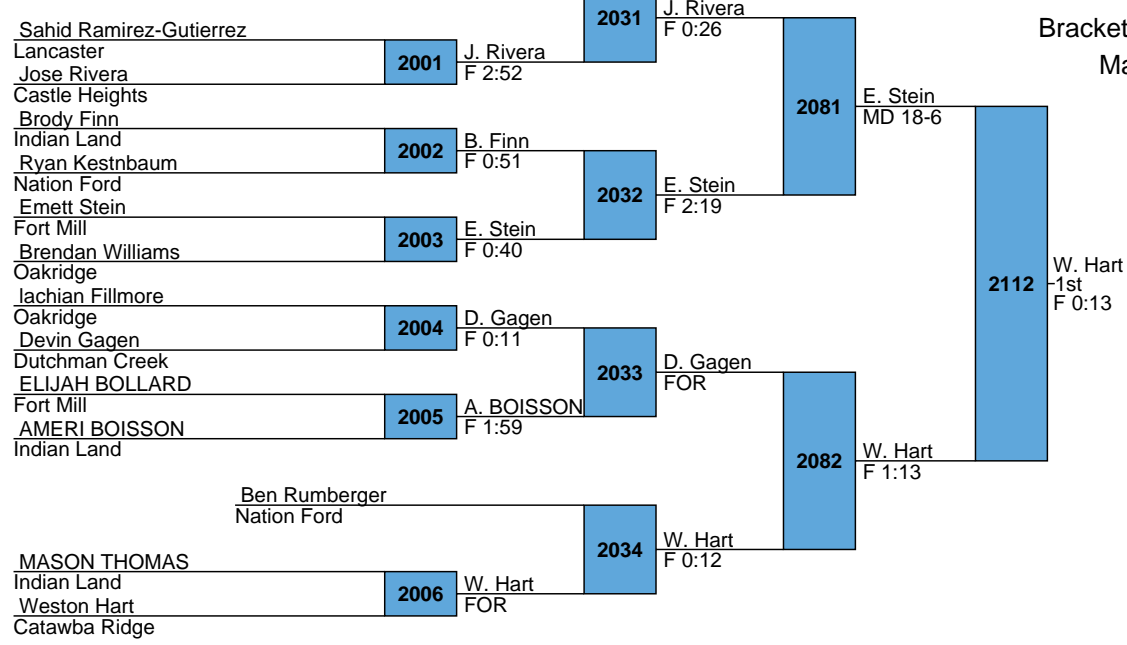 2031
J. Rivera
F 0:26
Bracket
Ma
Sahid Ramirez-Gutierrez
Lancaster
2001
J. Rivera
F 2:52
Jose Rivera
Castle Heights
2081
E. Stein
MD 18-6
Brody Finn
Indian Land
2002
B. Finn
F 0:51
Ryan Kestnbaum
Nation Ford
2032
E. Stein
F 2:19
Emett Stein
Fort Mill
2003
E. Stein
F 0:40
Brendan Williams
Oakridge
2112
W. Hart
1st
F 0:13
lachian Fillmore
Oakridge
2004
D. Gagen
F 0:11
Devin Gagen
Dutchman Creek
2033
D. Gagen
FOR
ELIJAH BOLLARD
Fort Mill
2005
A. BOISSON
F 1:59
AMERI BOISSON
Indian Land
2082
W. Hart
F 1:13
Ben Rumberger
Nation Ford
2034
W. Hart
F 0:12
MASON THOMAS
Indian Land
2006
W. Hart
FOR
Weston Hart
Catawba Ridge